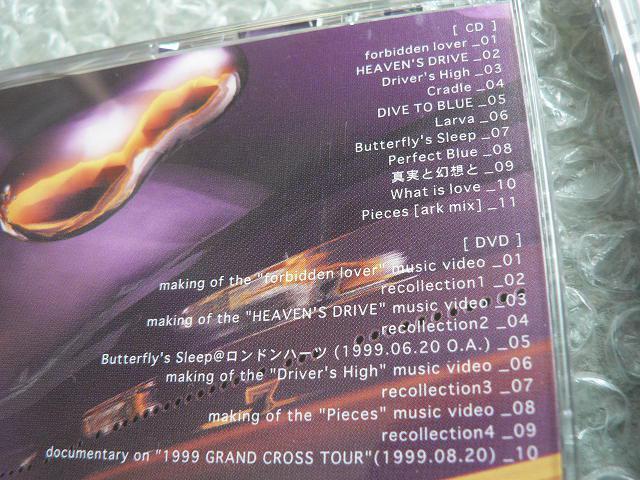 [ CD ]
forbidden lover _01
HEAVEN'S DRIVE _02
Driver's High _03
Cradle _04
DIVE TO BLUE _05
Larva _06
Butterfly's Sleep _07
Perfect Blue _08
真実と幻想と _09
What is love _10
Pieces [ark mix] _11
[ DVD ]
making of the "forbidden lover" music video _01
recollection1 _02
making of the "HEAVEN'S DRIVE" music video _03
recollection2 _04
Butterfly's Sleep@ロンドンハーツ (1999.06.20 O.A.) _05
making of the "Driver's High" music video _06
recollection3 _07
making of the "Pieces" music video _08
recollection4 _09
documentary on "1999 GRAND CROSS TOUR"(1999.08.20) _10